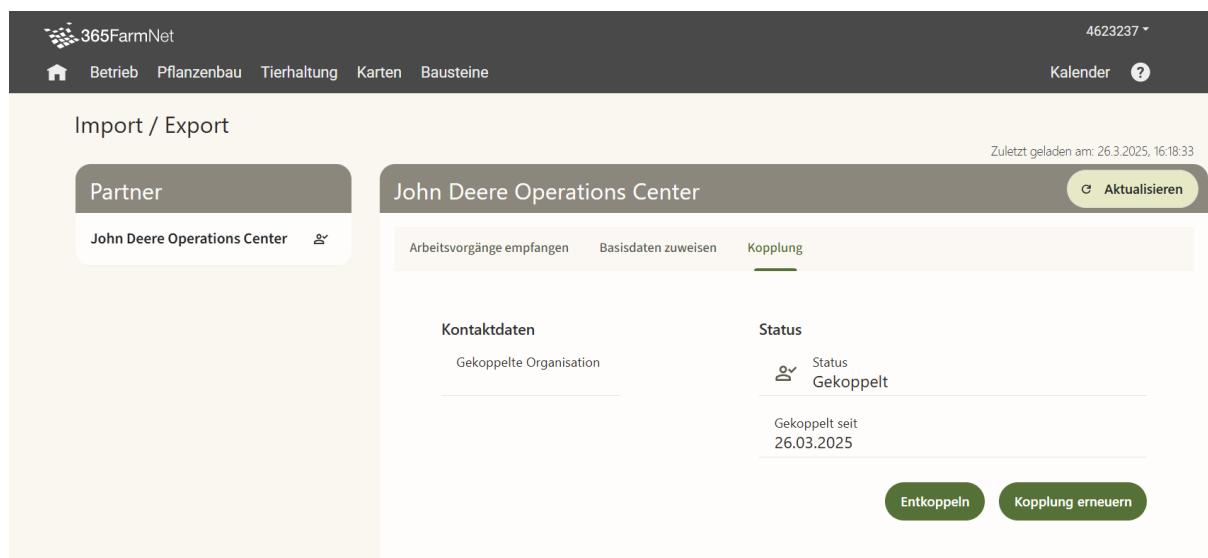 365FarmNet
4623237
Betrieb Pflanzenbau Tierhaltung Karten Bausteine Kalender ?
Import / Export
Zuletzt geladen am: 26.3.2025, 16:18:33
Partner
John Deere Operations Center
John Deere Operations Center
Aktualisieren
Arbeitsvorgänge empfangen Basisdaten zuweisen Kopplung
Kontaktdaten
Gekoppelte Organisation
Status
Status
Gekoppelt
Gekoppelt seit
26.03.2025
Entkoppeln Kopplung erneuern